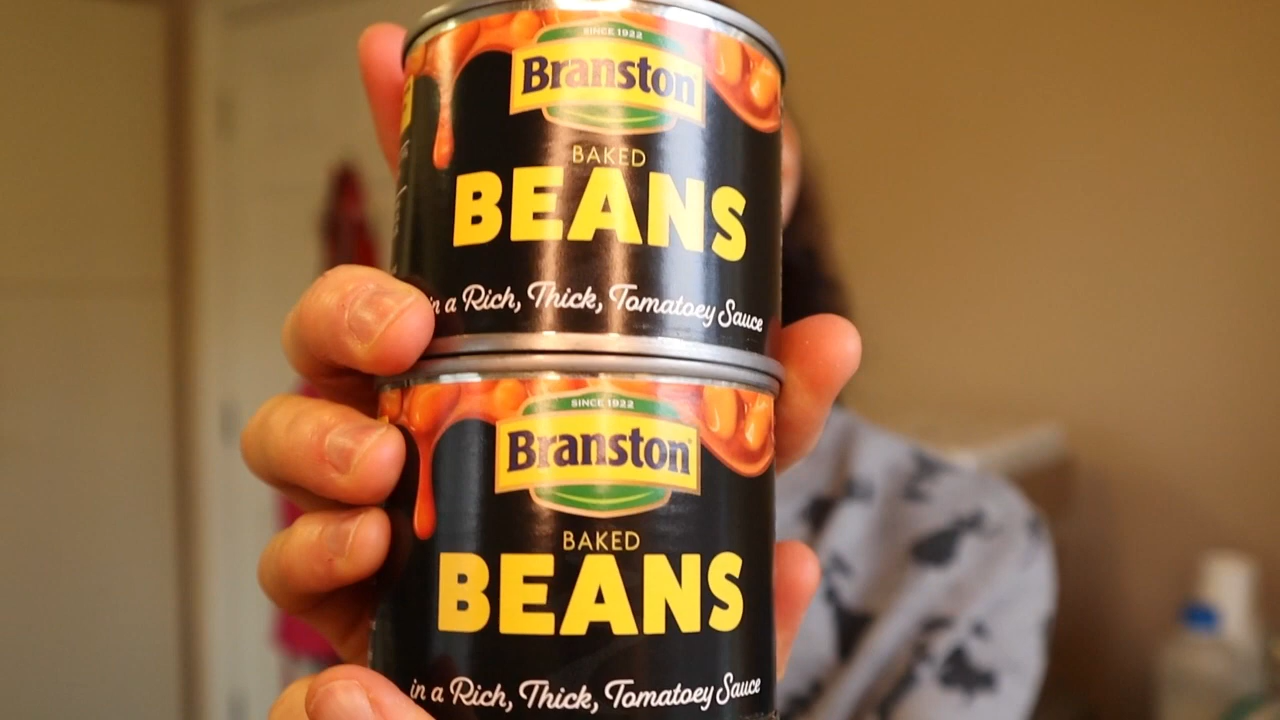 SINCE 1922
Branston
BAKED
BEANS
in a Rich, Thick, Tomatoey Sauce
SINCE 1922
Branston
BAKED
BEANS
in a Rich, Thick, Tomatoey Sauce